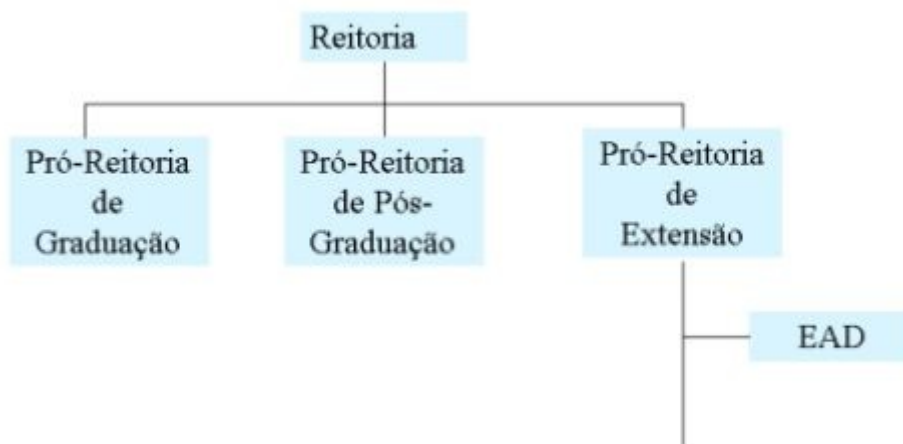 Reitoria
Pró-Reitoria
de
Graduação
Pró-Reitoria
de Pós-
Graduação
Pró-Reitoria
de
Extensão
EAD